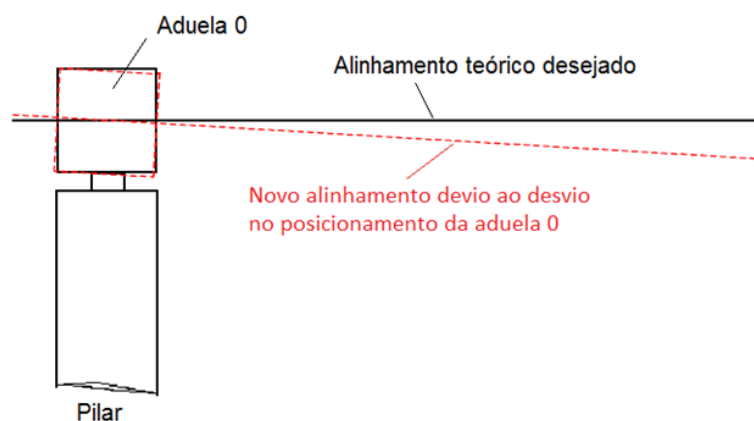 Aduela 0
Alinhamento teórico desejado
Novo alinhamento devio ao desvio
no posicionamento da aduela 0
Pilar